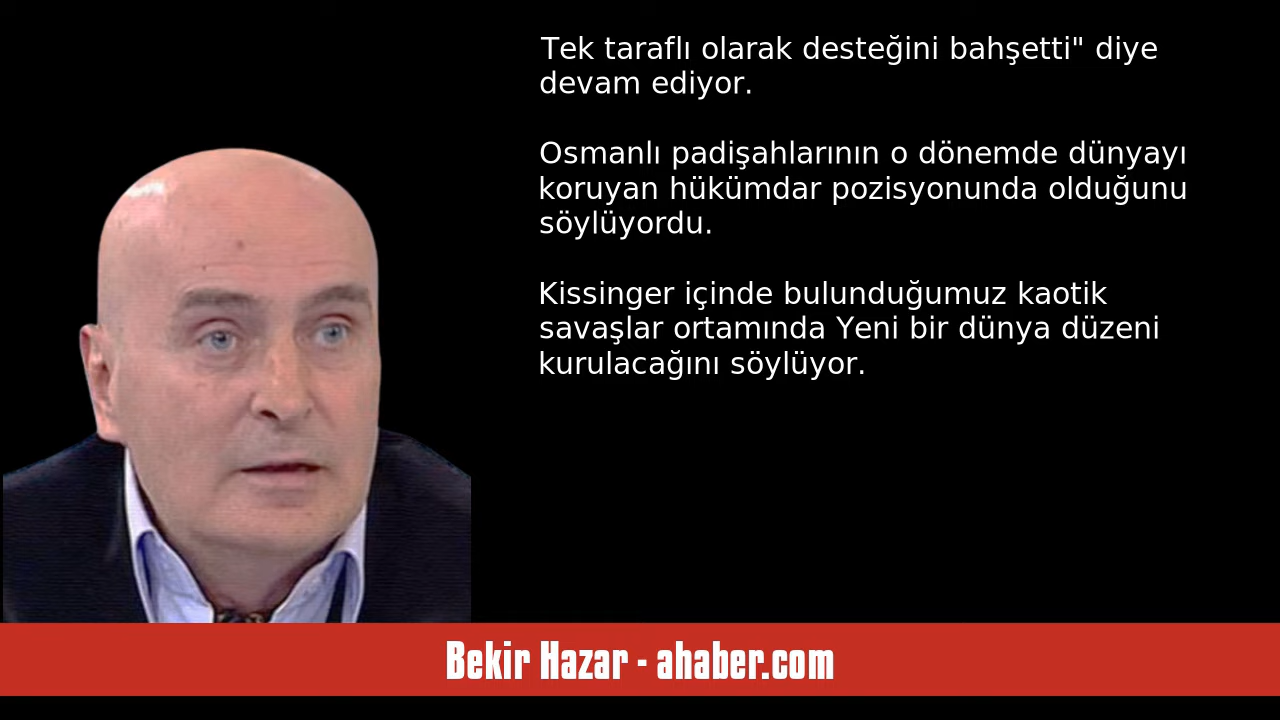 Tek taraflı olarak desteğini bahşetti" diye
devam ediyor.
Osmanlı padişahlarının o dönemde dünyayı
koruyan hükümdar pozisyonunda olduğunu
söylüyordu.
Kissinger içinde bulunduğumuz kaotik
savaşlar ortamında Yeni bir dünya düzeni
kurulacağını söylüyor.
Bekir Hazar - ahaber.com